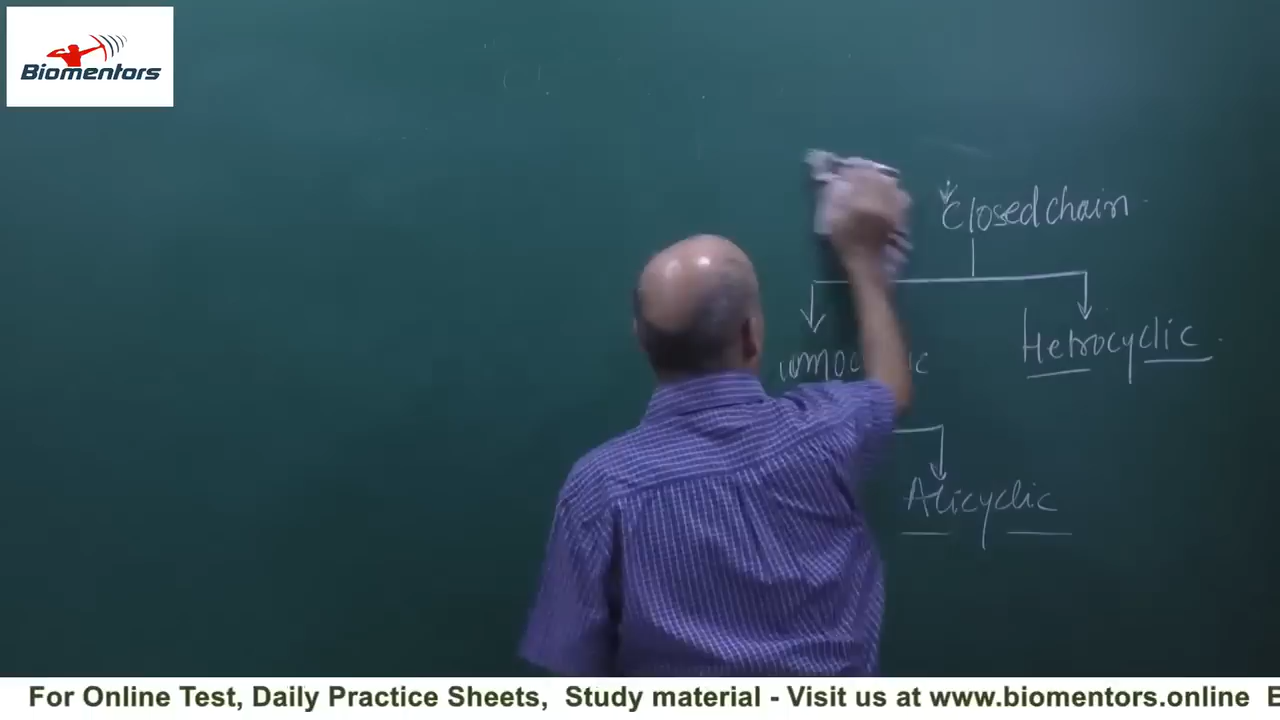 Biomentors
Closed chain
Hetrocyclic
Alicyclic
For Online Test, Daily Practice Sheets, Study material - Visit us at www.biomentors.online E